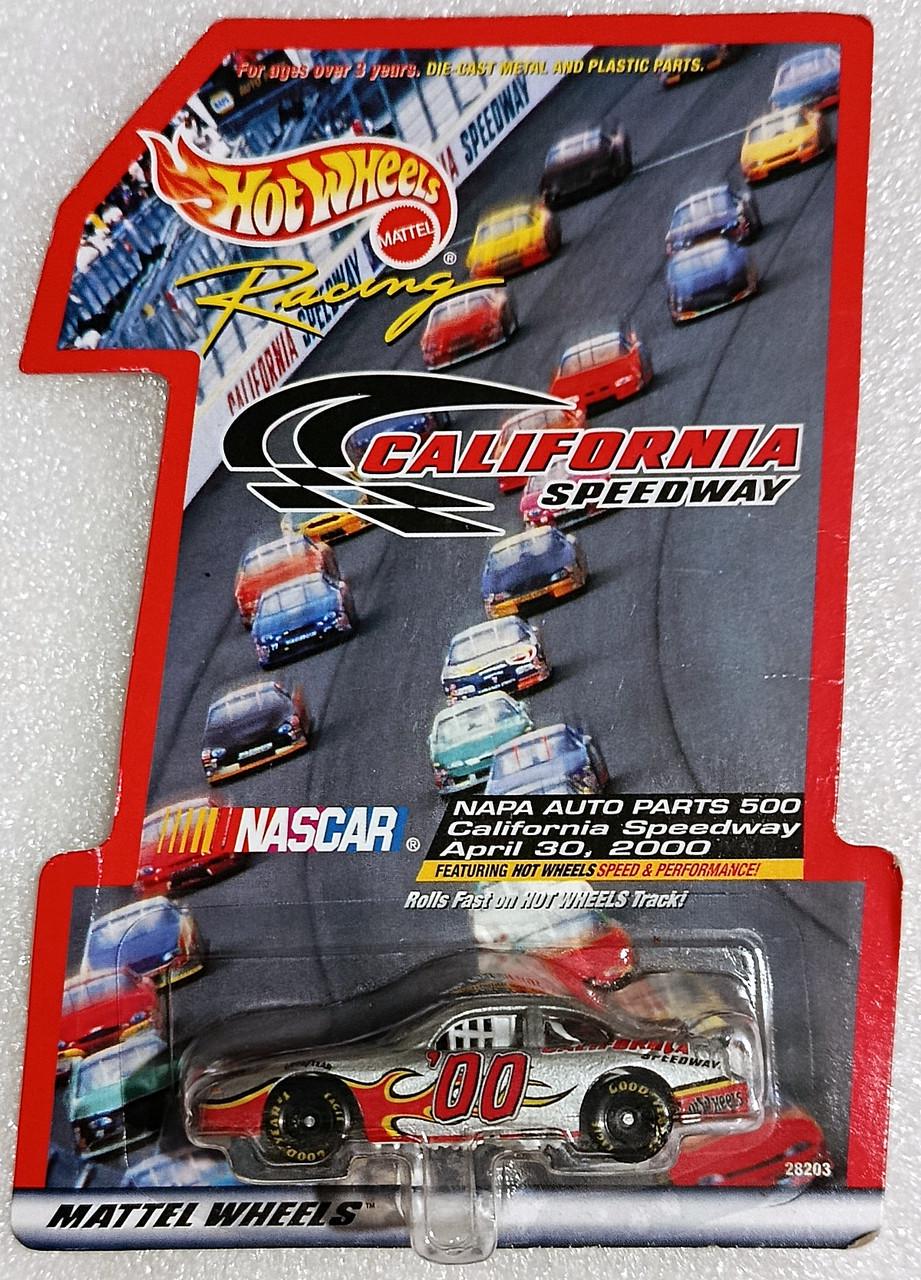 For ages over 3 years. DIE-CAST METAL AND PLASTIC PARTS.
SPEEDWAY
HOT WHEELS
MATTEL
®
Racing
CALIFORNIA SPEEDWAY
CALIFORNIA
SPEEDWAY
NASCAR®
NAPA AUTO PARTS 500
California Speedway
April 30, 2000
FEATURING HOT WHEELS SPEED & PERFORMANCE!
Rolls Fast on HOT WHEELS Track!
CALIFORNIA
SPEEDWAY
'00
GOODYEAR
Hot Wheels
28203
MATTEL WHEELS™